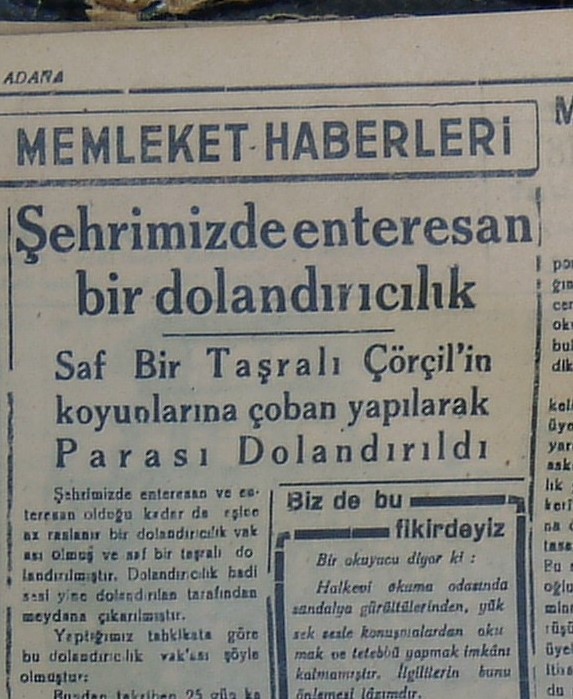 ADANA
MEMLEKET HABERLERİ
Şehrimizde enteresan
bir dolandırıcılık
Saf Bir Taşralı Çörçil'in
koyunlarına çoban yapılarak
Parası Dolandırıldı
Şehrimizde enteresan ve en-
teresan olduğu kadar da eşine
az raslanır bir dolandırıcılık vak
ası olmuş ve saf bir taşralı do
landırılmıştır. Dolandırıcılık hadi
sesi yine dolandırılan tarafından
meydana çıkarılmıştır.
Yaptığımız tahkikata göre
bu dolandırıcılık vak'ası şöyle
olmuştur:
Bundan takriben 25 gün
Biz de bu
fikirdeyiz
Bir okuyucu diyor ki :
Halkevi okuma odasında
sandalya gürültülerinden, yük
sek sesle konuşmalardan oku
mak ve tetebbü yapmak imkânı
kalmamıştır. İlgililerin bunu
önlemesi lâzımdır.